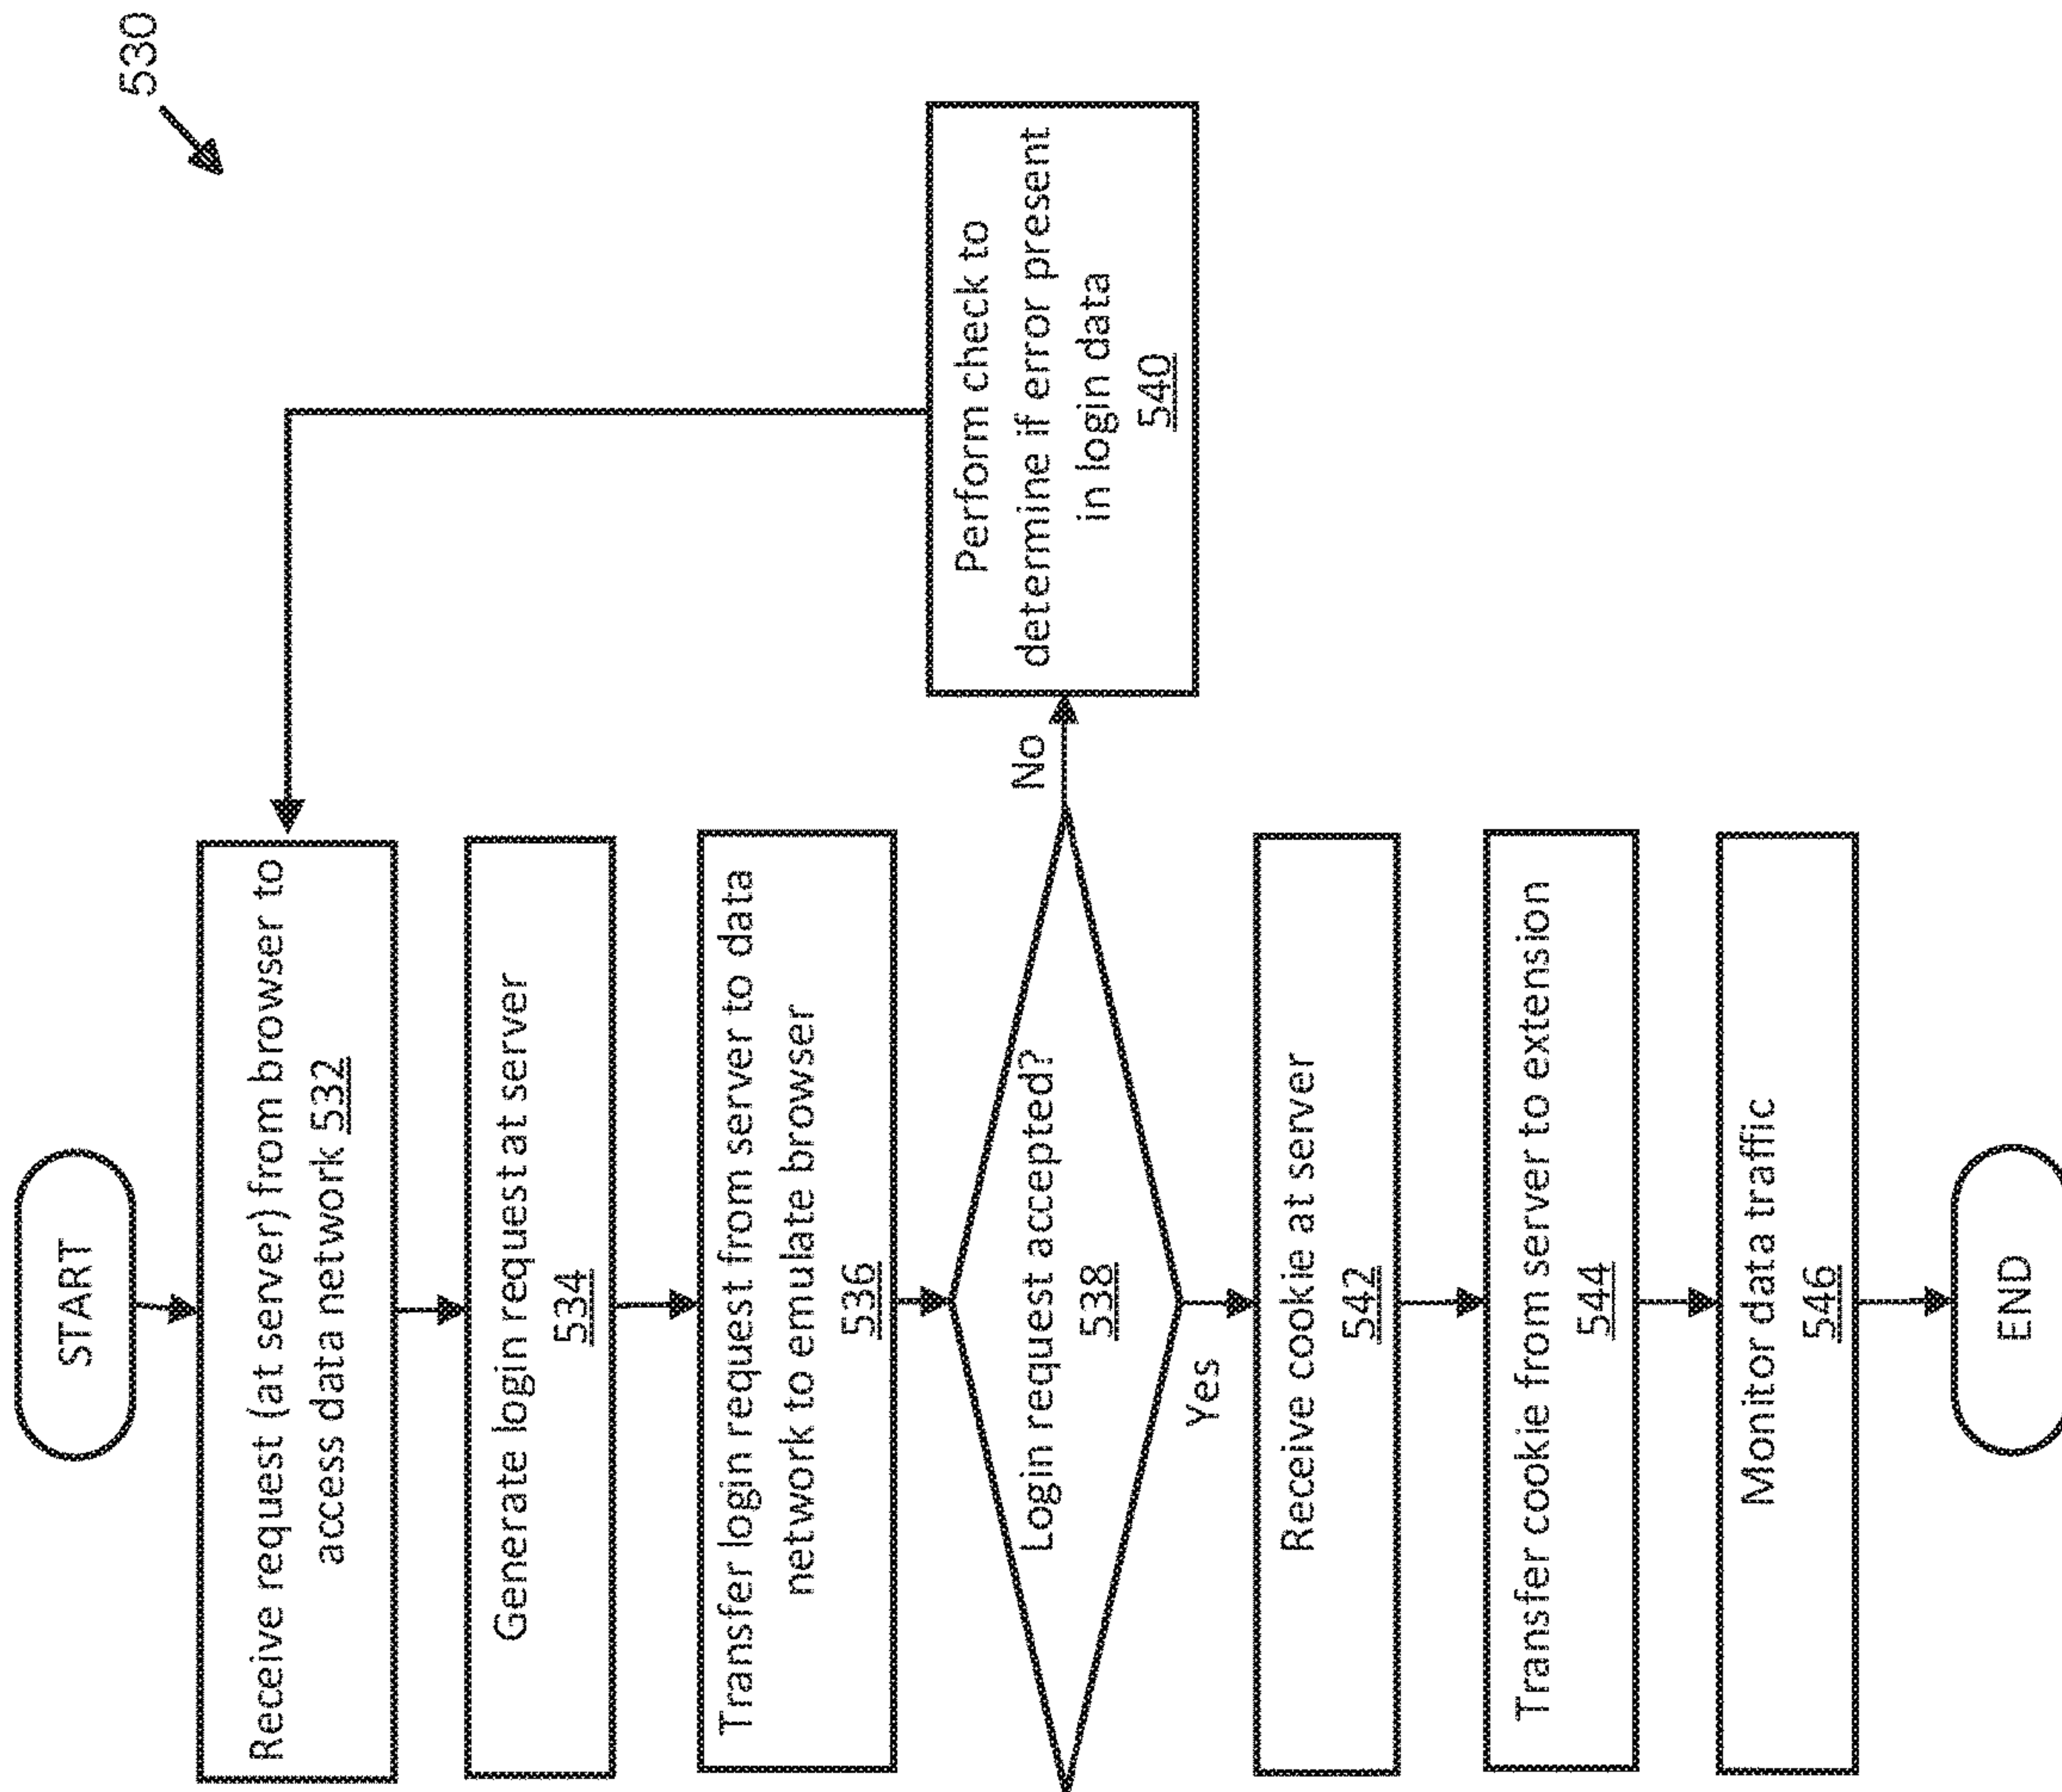 530
START
Receive request (at server) from browser to
access data network 532
Generate login request at server
534
Transfer login request from server to data
network to emulate browser
536
Login request accepted?
538
No
Perform check to
determine if error present
in login data
540
Yes
Receive cookie at server
542
Transfer cookie from server to extension
544
Monitor data traffic
546
END